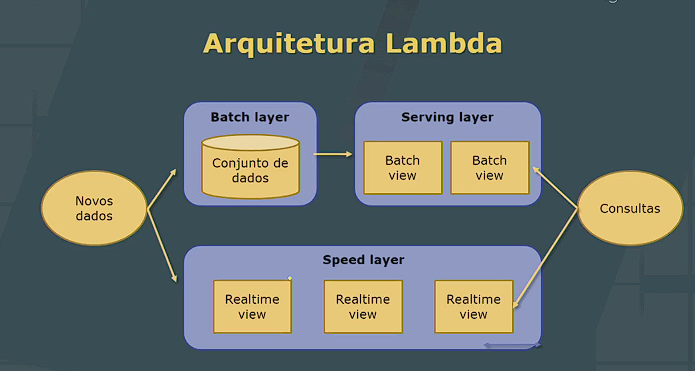 Arquitetura Lambda
Batch layer
Conjunto de
dados
Serving layer
Batch
view
Batch
view
Novos
dados
Consultas
Speed layer
Realtime
view
Realtime
view
Realtime
view